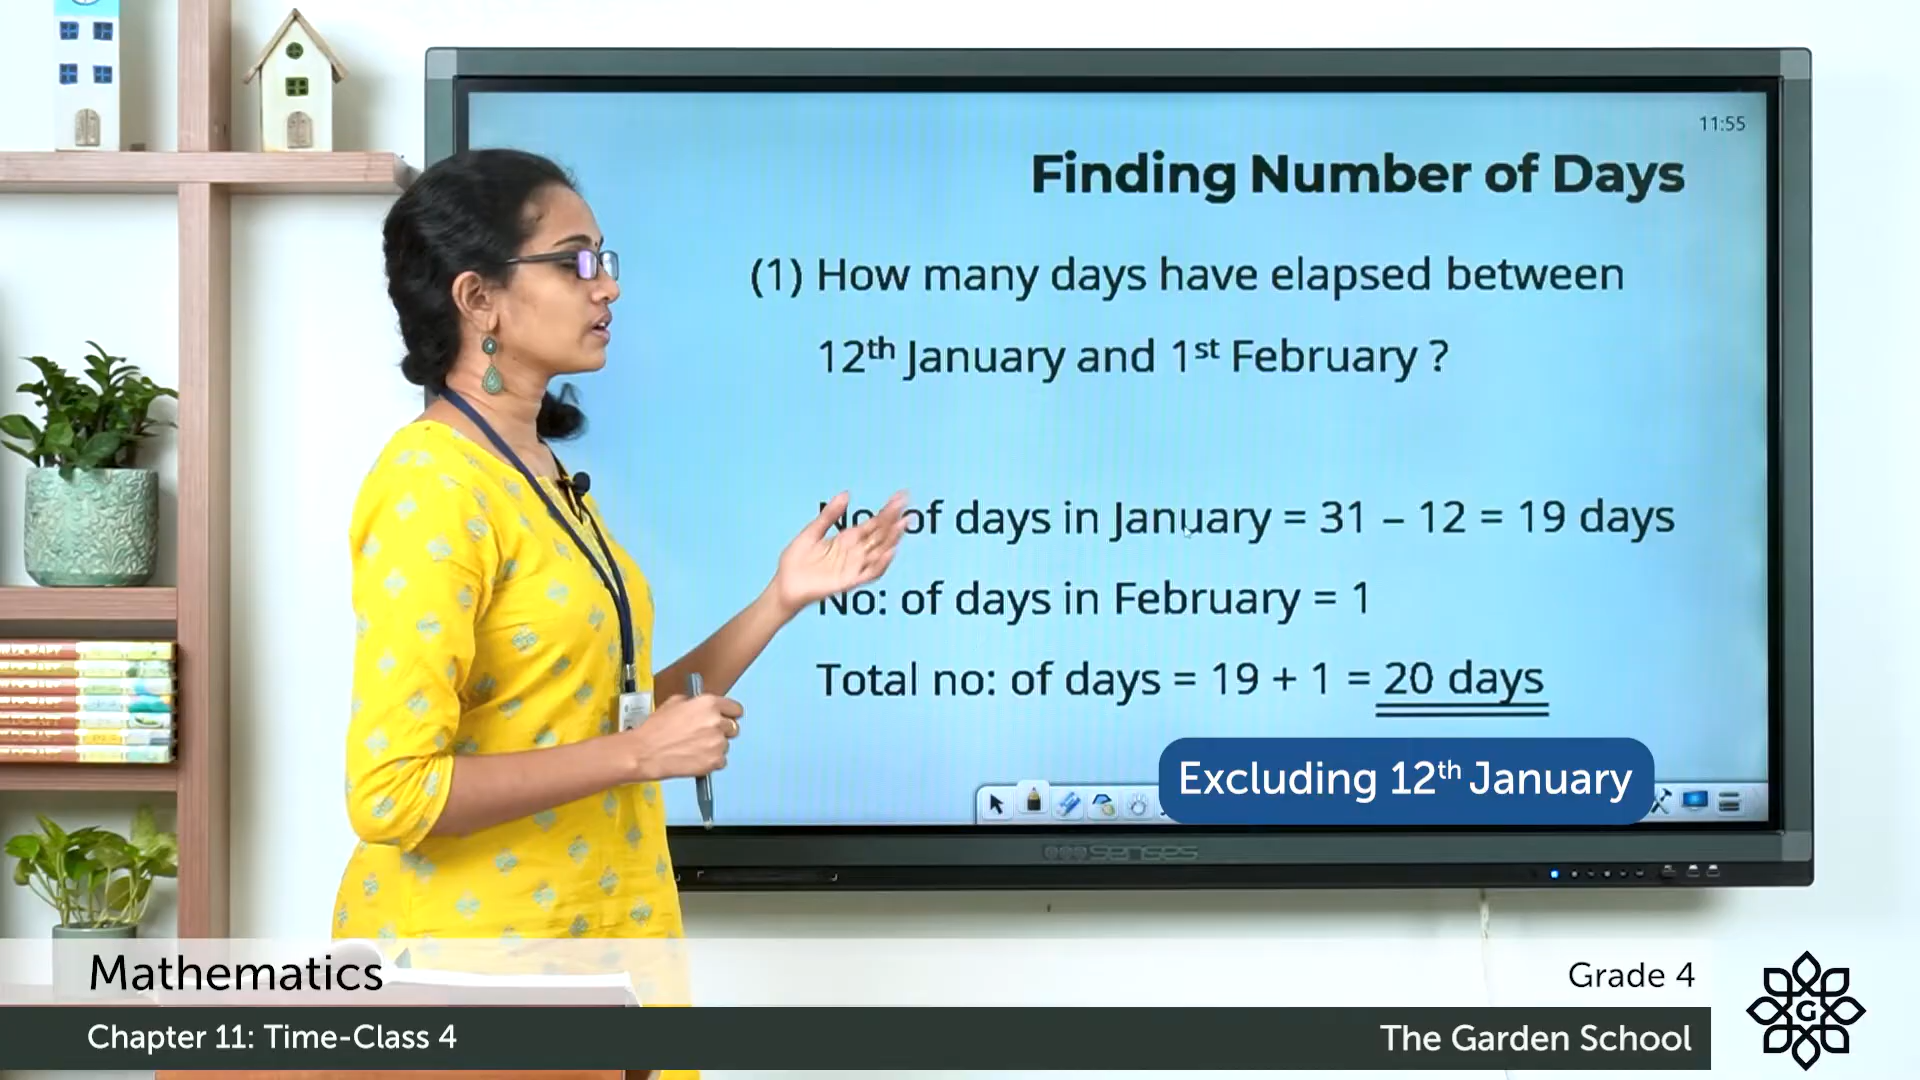 11:55
Finding Number of Days
(1) How many days have elapsed between
12th January and 1st February ?
of days in January = 31 – 12 = 19 days
No: of days in February = 1
Total no: of days = 19 + 1 = 20 days
Excluding 12th January
senses
Mathematics
Grade 4
Chapter 11: Time-Class 4
The Garden School
G